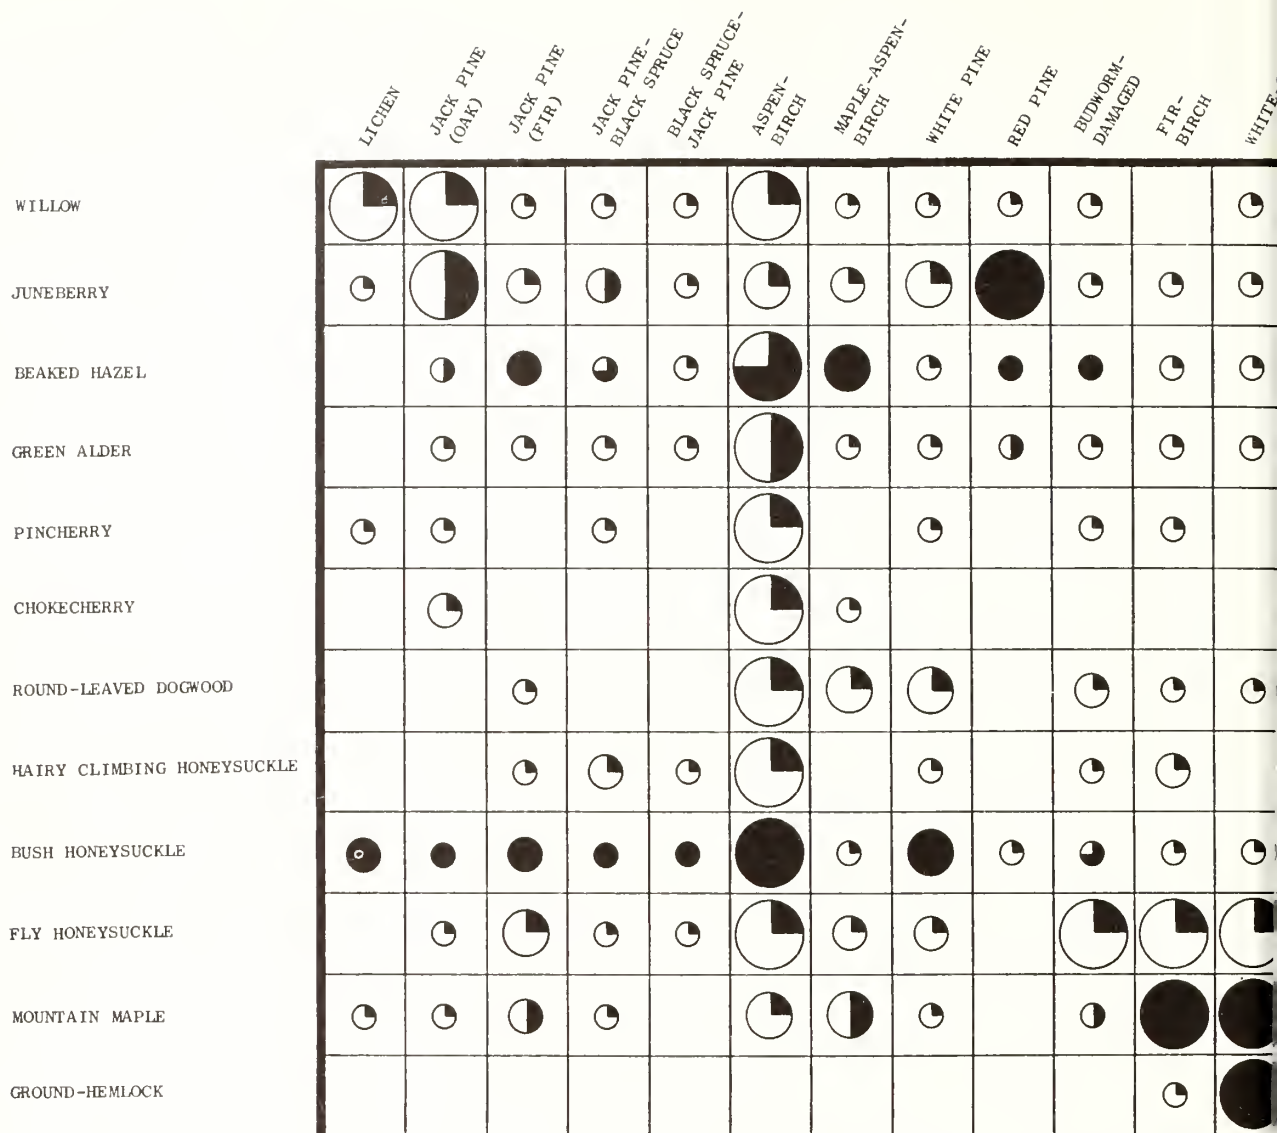 LICHEN
JACK PINE
(OAK)
JACK PINE
(FIR)
JACK PINE-
BLACK SPRUCE
BLACK SPRUCE-
JACK PINE
ASPEN-
BIRCH
MAPLE-ASPEN-
BIRCH
WHITE PINE
RED PINE
BUDWORM-
DAMAGED
FIR-
BIRCH
WHITE-
WILLOW
JUNEBERRY
BEAKED HAZEL
GREEN ALDER
PINCHERRY
CHOKECHERRY
ROUND-LEAVED DOGWOOD
HAIRY CLIMBING HONEYSUCKLE
BUSH HONEYSUCKLE
FLY HONEYSUCKLE
MOUNTAIN MAPLE
GROUND-HEMLOCK